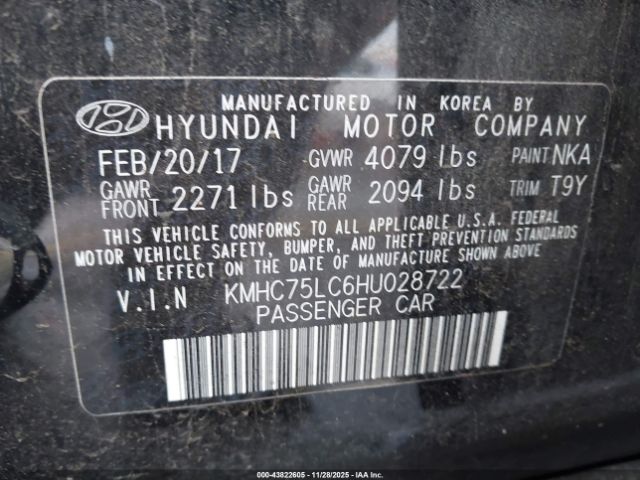 MANUFACTURED IN KOREA BY
HYUNDAI MOTOR COMPANY
FEB/20/17 GVWR 4079 lbs PAINT NKA
GAWR FRONT 2271 lbs GAWR REAR 2094 lbs TRIM T9Y
THIS VEHICLE CONFORMS TO ALL APPLICABLE U.S.A. FEDERAL
MOTOR VEHICLE SAFETY, BUMPER, AND THEFT PREVENTION STANDARDS
IN EFFECT ON THE DATE OF MANUFACTURE SHOWN ABOVE.
V.I.N KMHC75LC6HU028722
PASSENGER CAR
000-43822605 | 11/28/2025 | IAA Inc.